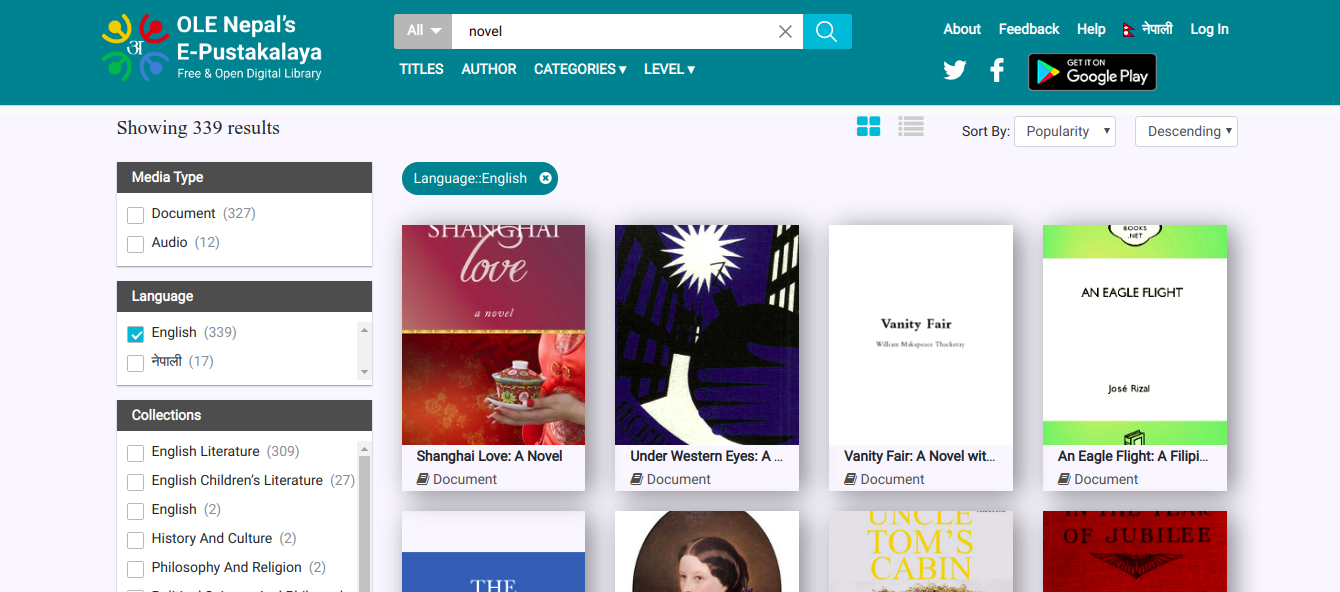 OLE Nepal's
E-Pustakalaya
Free & Open Digital Library
अ
All
novel
About Feedback Help नेपाली Log In
TITLES AUTHOR CATEGORIES ▾ LEVEL ▾
GET IT ON
Google Play
Showing 339 results
Sort By: Popularity Descending
Media Type
Document (327)
Audio (12)
Language
English (339)
नेपाली (17)
Collections
English Literature (309)
English Children's Literature (27)
English (2)
History And Culture (2)
Philosophy And Religion (2)
Language::English
SHANGHAI
love
a novel
Shanghai Love: A Novel
Document
Under Western Eyes: A ...
Document
Vanity Fair
William Makepeace Thackeray
Vanity Fair: A Novel wit...
Document
BOOKS
.NET
AN EAGLE FLIGHT
José Rizal
An Eagle Flight: A Filipi...
Document
THE
UNCLE
TOM'S
CABIN
IN THE YEAR
OF JUBILEE